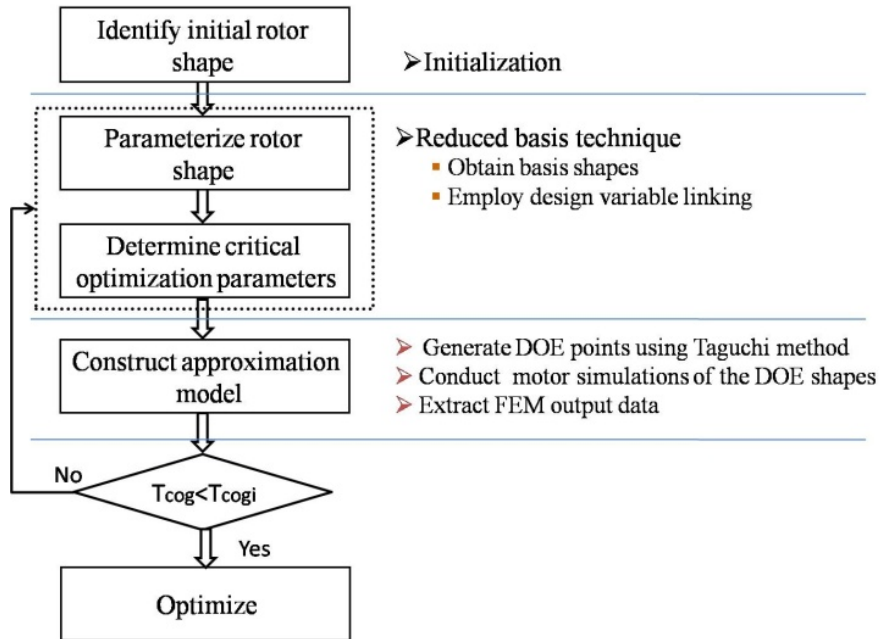 Identify initial rotor
shape
➢Initialization
Parameterize rotor
shape
➢Reduced basis technique
▪ Obtain basis shapes
▪ Employ design variable linking
Determine critical
optimization parameters
Construct approximation
model
➢ Generate DOE points using Taguchi method
➢ Conduct motor simulations of the DOE shapes
➢ Extract FEM output data
No
Tcog<Tcogi
Yes
Optimize